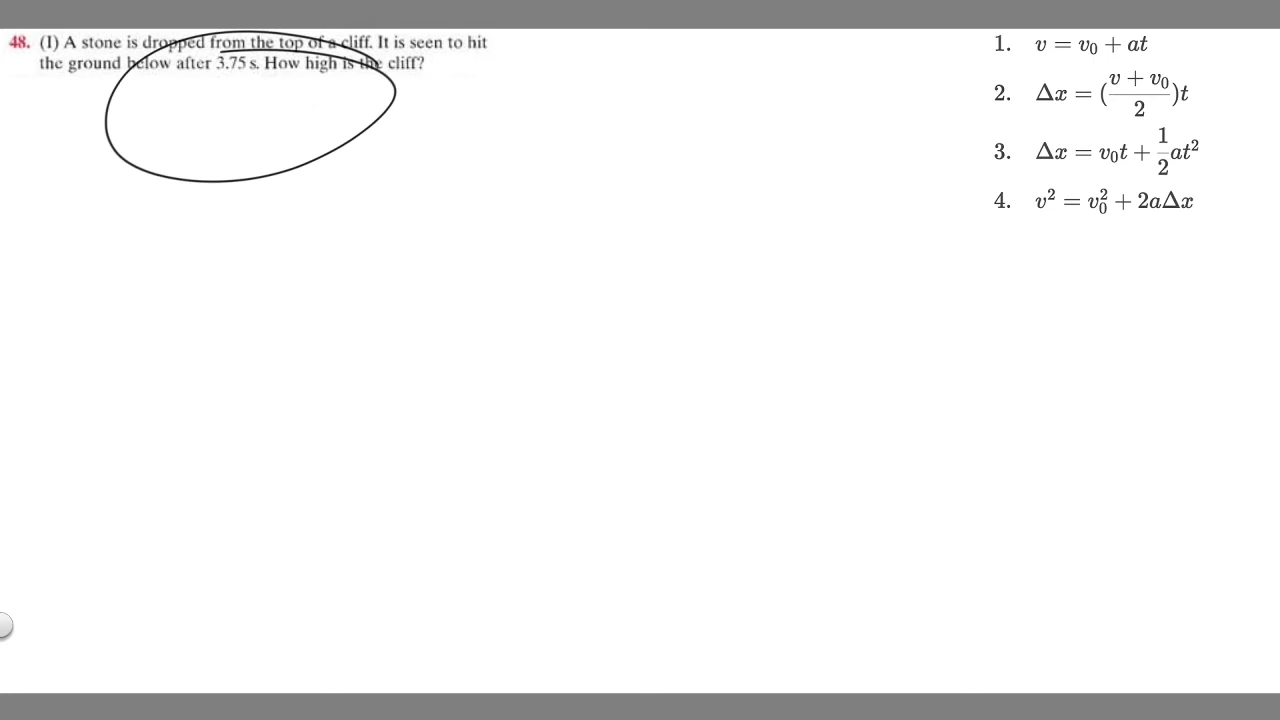 48. (I) A stone is dropped from the top of a cliff. It is seen to hit
the ground below after 3.75 s. How high is the cliff?
1. v = v₀ + at
2. Δx = ((v + v₀)/2)t
3. Δx = v₀t + (1/2)at²
4. v² = v₀² + 2aΔx